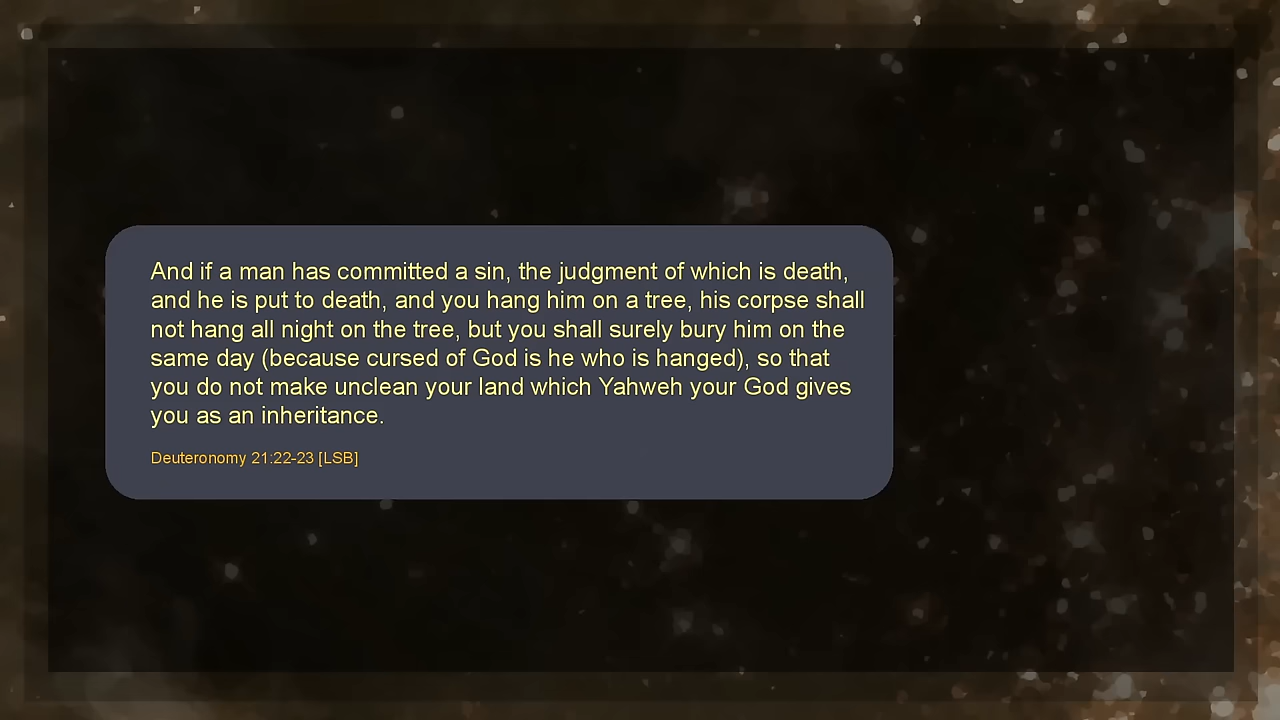 And if a man has committed a sin, the judgment of which is death,
and he is put to death, and you hang him on a tree, his corpse shall
not hang all night on the tree, but you shall surely bury him on the
same day (because cursed of God is he who is hanged), so that
you do not make unclean your land which Yahweh your God gives
you as an inheritance.
Deuteronomy 21:22-23 [LSB]